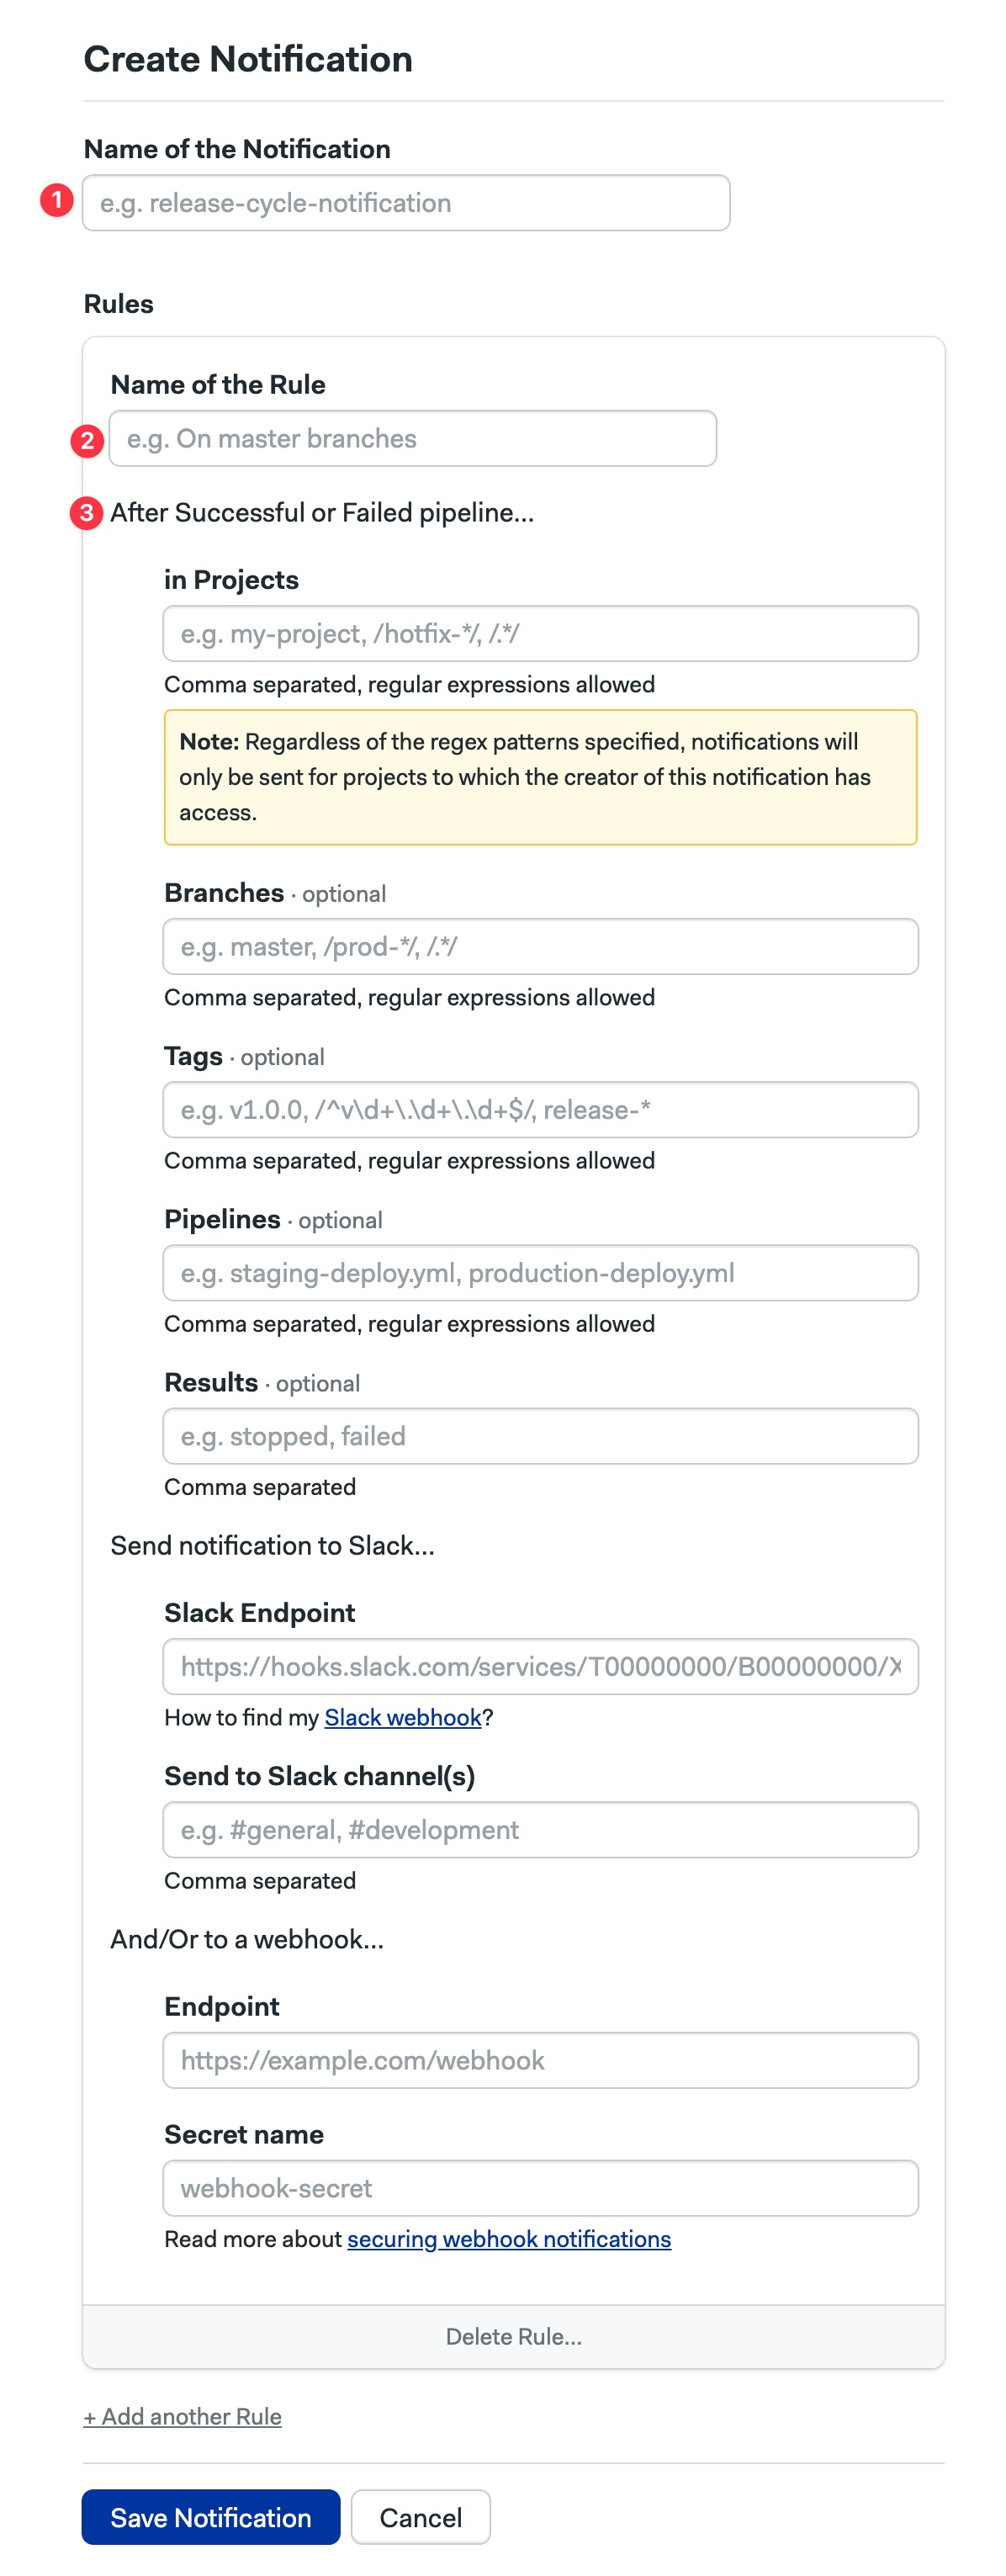 Create Notification
Name of the Notification
1
e.g. release-cycle-notification
Rules
Name of the Rule
2
e.g. On master branches
3 After Successful or Failed pipeline...
in Projects
e.g. my-project, /hotfix-*/, /.*/
Comma separated, regular expressions allowed
Note: Regardless of the regex patterns specified, notifications will
only be sent for projects to which the creator of this notification has
access.
Branches · optional
e.g. master, /prod-*/, /.*/
Comma separated, regular expressions allowed
Tags · optional
e.g. v1.0.0, /^v\d+\.\d+\.\d+$/, release-*
Comma separated, regular expressions allowed
Pipelines · optional
e.g. staging-deploy.yml, production-deploy.yml
Comma separated, regular expressions allowed
Results · optional
e.g. stopped, failed
Comma separated
Send notification to Slack...
Slack Endpoint
https://hooks.slack.com/services/T00000000/B00000000/X
How to find my Slack webhook?
Send to Slack channel(s)
e.g. #general, #development
Comma separated
And/Or to a webhook...
Endpoint
https://example.com/webhook
Secret name
webhook-secret
Read more about securing webhook notifications
Delete Rule...
+ Add another Rule
Save Notification Cancel